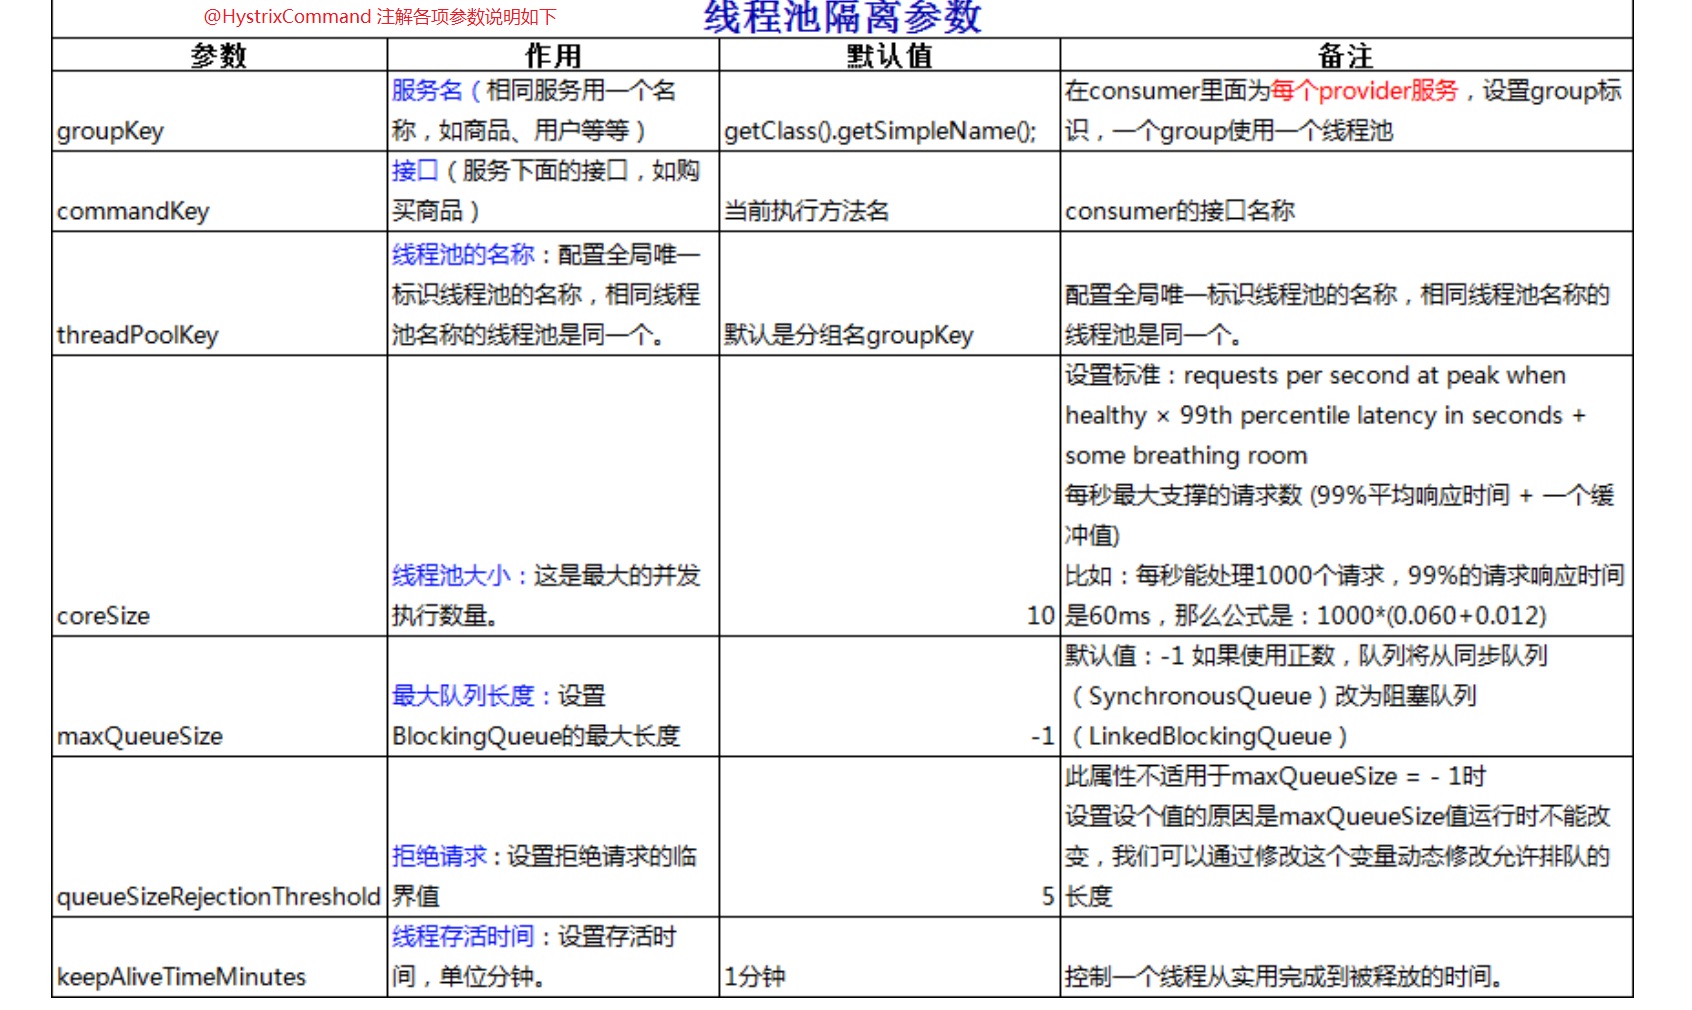 @HystrixCommand 注解各项参数说明如下
线程池隔离参数
参数 作用 默认值 备注
服务名（相同服务用一个名
称，如商品、用户等等）
groupKey
getClass().getSimpleName();
在consumer里面为每个provider服务，设置group标
识，一个group使用一个线程池
接口（服务下面的接口，如购
买商品）
commandKey
当前执行方法名
consumer的接口名称
线程池的名称：配置全局唯一
标识线程池的名称，相同线程
池名称的线程池是同一个。
threadPoolKey
默认是分组名groupKey
配置全局唯一标识线程池的名称，相同线程池名称的
线程池是同一个。
设置标准：requests per second at peak when
healthy × 99th percentile latency in seconds +
some breathing room
每秒最大支撑的请求数 (99%平均响应时间 + 一个缓
冲值)
比如：每秒能处理1000个请求，99%的请求响应时间
是60ms，那么公式是：1000*(0.060+0.012)
线程池大小：这是最大的并发
执行数量。
coreSize
10
默认值：-1 如果使用正数，队列将从同步队列
（SynchronousQueue）改为阻塞队列
（LinkedBlockingQueue）
最大队列长度：设置
BlockingQueue的最大长度
maxQueueSize
-1
此属性不适用于maxQueueSize = - 1时
设置设个值的原因是maxQueueSize值运行时不能改
变，我们可以通过修改这个变量动态修改允许排队的
长度
拒绝请求：设置拒绝请求的临
界值
queueSizeRejectionThreshold
5
线程存活时间：设置存活时
间，单位分钟。
keepAliveTimeMinutes
1分钟
控制一个线程从实用完成到被释放的时间。